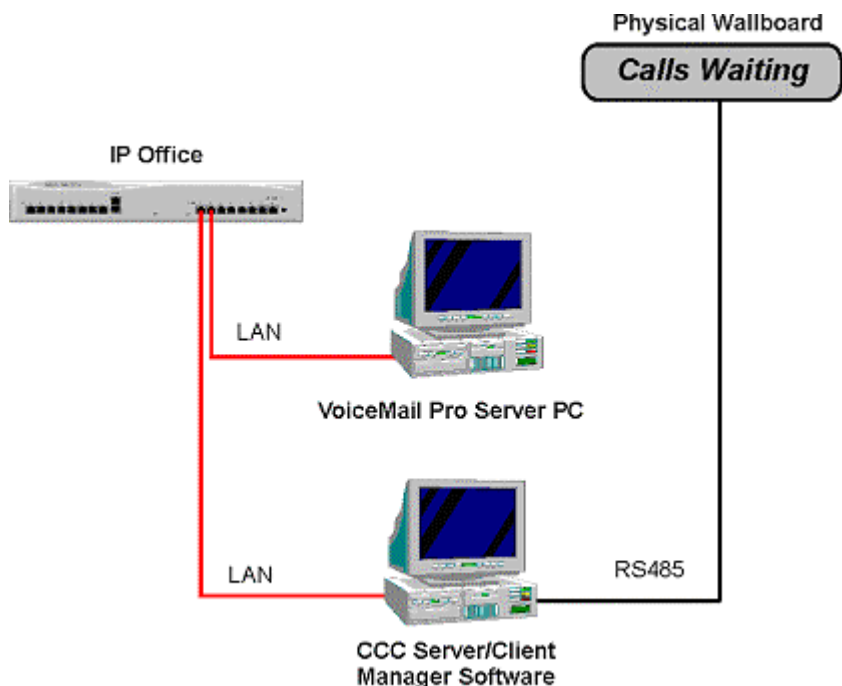 Physical Wallboard
Calls Waiting
IP Office
LAN
VoiceMail Pro Server PC
LAN
RS485
CCC Server/Client
Manager Software